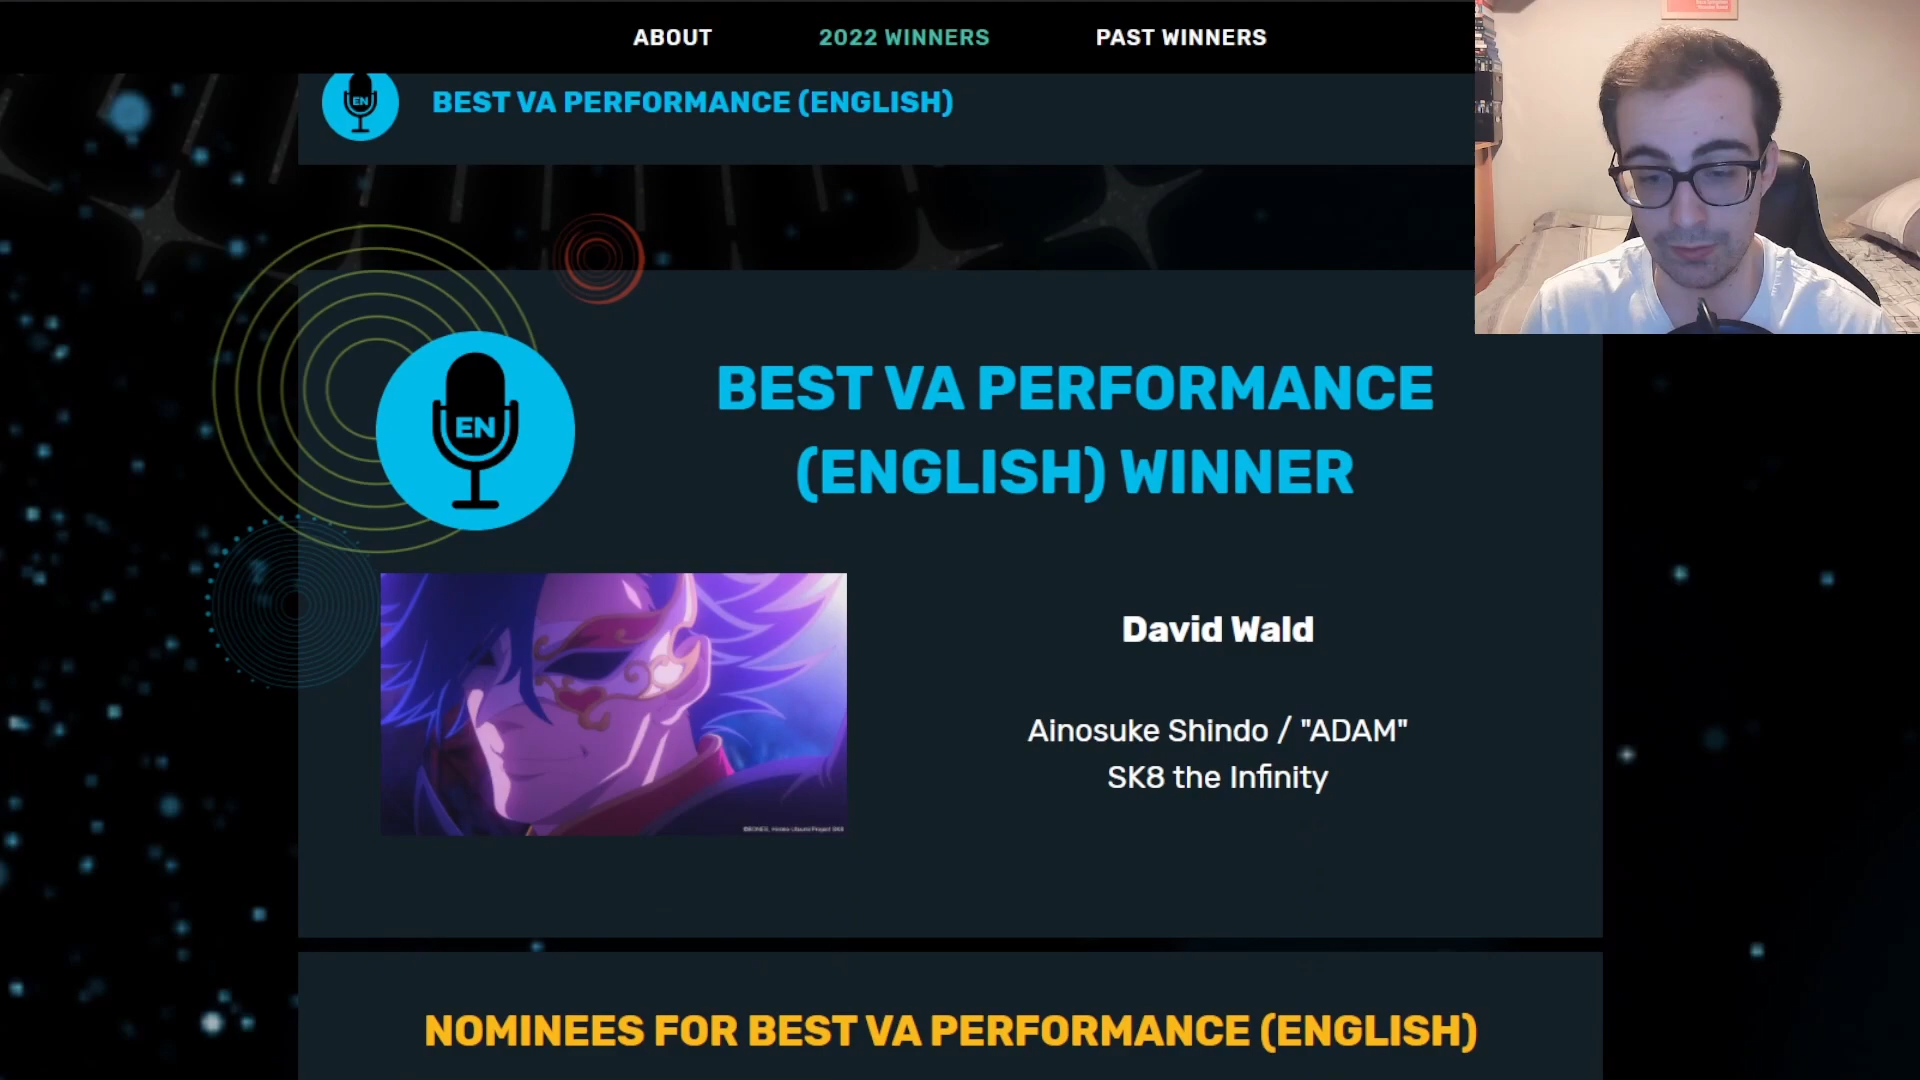 ABOUT
2022 WINNERS
PAST WINNERS
EN
BEST VA PERFORMANCE (ENGLISH)
EN
BEST VA PERFORMANCE
(ENGLISH) WINNER
David Wald
Ainosuke Shindo / "ADAM"
SK8 the Infinity
NOMINEES FOR BEST VA PERFORMANCE (ENGLISH)